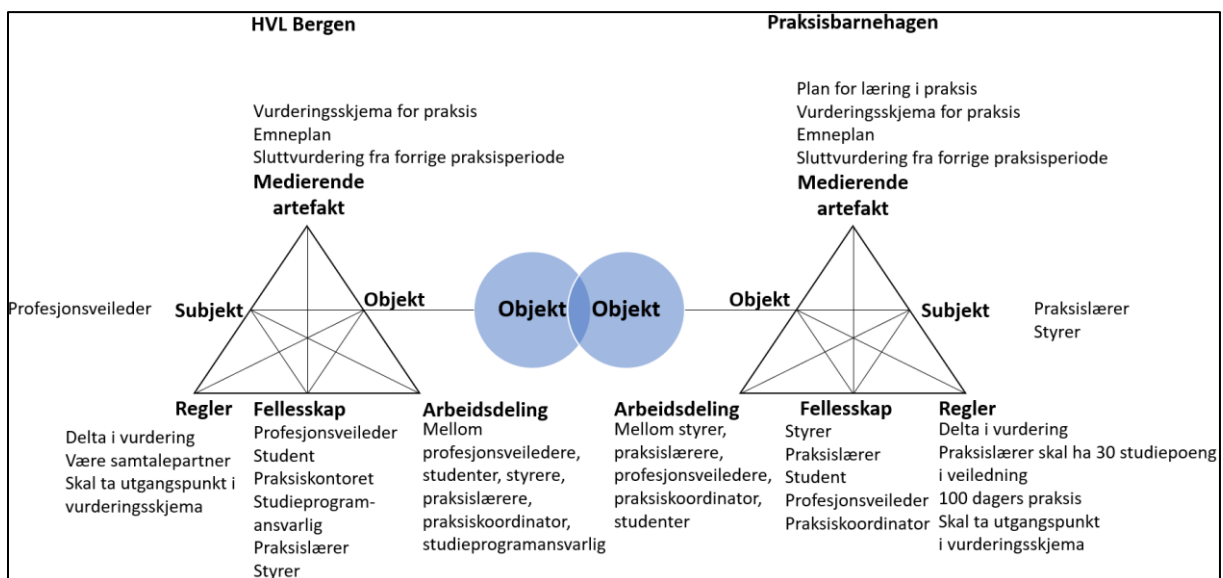 HVL Bergen
Praksisbarnehagen
Vurderingsskjema for praksis
Emneplan
Sluttvurdering fra forrige praksisperiode
Medierende
artefakt
Plan for læring i praksis
Vurderingsskjema for praksis
Emneplan
Sluttvurdering fra forrige praksisperiode
Medierende
artefakt
Profesjonsveileder
Subjekt
Objekt
Objekt
Objekt
Objekt
Subjekt
Praksislærer
Styrer
Regler
Delta i vurdering
Være samtalepartner
Skal ta utgangspunkt i
vurderingsskjema
Fellesskap
Profesjonsveileder
Student
Praksiskontoret
Studieprogram-
ansvarlig
Praksislærer
Styrer
Arbeidsdeling
Mellom
profesjonsveiledere,
studenter, styrere,
praksislærere,
praksiskoordinator,
studieprogramansvarlig
Arbeidsdeling
Mellom styrer,
praksislærere,
profesjonsveiledere,
praksiskoordinator,
studenter
Fellesskap
Styrer
Praksislærer
Student
Profesjonsveileder
Praksiskoordinator
Regler
Delta i vurdering
Praksislærer skal ha 30 studiepoeng
i veiledning
100 dagers praksis
Skal ta utgangspunkt
i vurderingsskjema